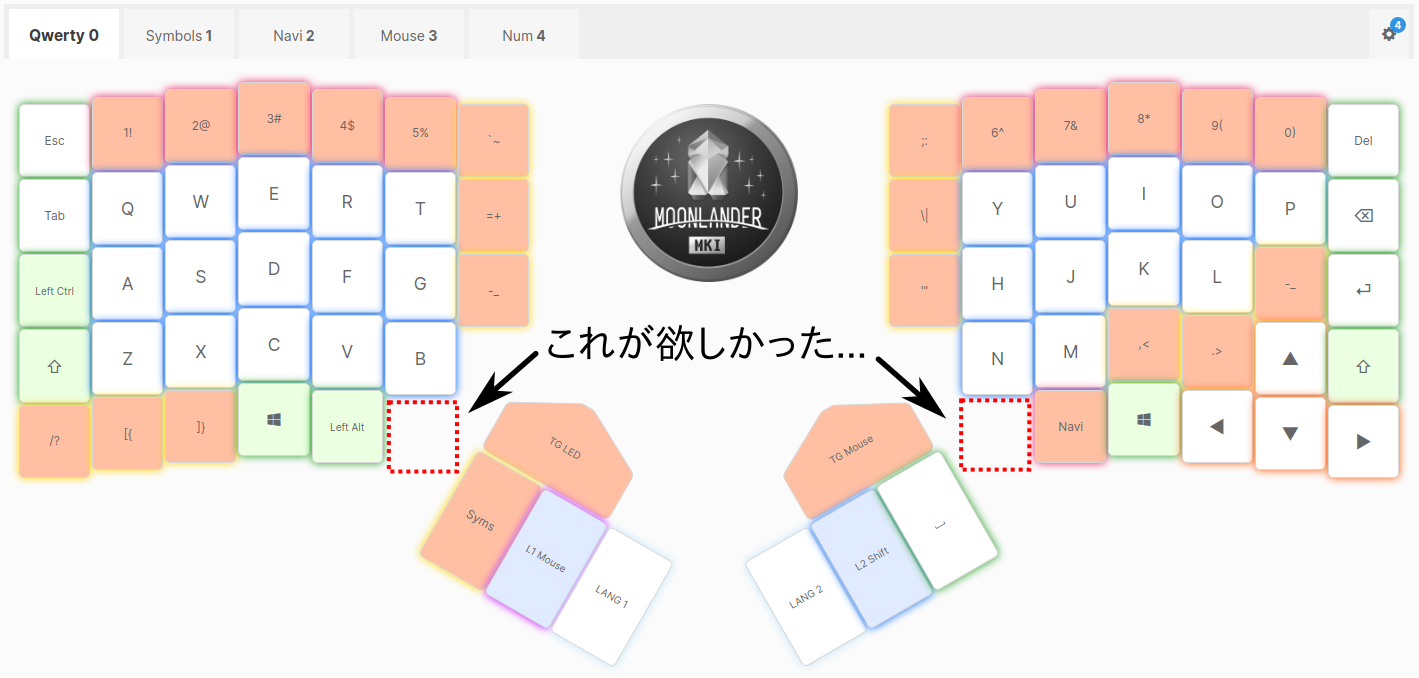 Qwerty 0 Symbols 1 Navi 2 Mouse 3 Num 4 4
Esc 1! 2@ 3# 4$ 5% `~ ;: 6^ 7& 8* 9( 0) Del
Tab Q W E R T =+ \| Y U I O P
MOONLANDER
MKI
Left Ctrl A S D F G -_ '" H J K L -_
これが欲しかった...
Z X C V B N M ,< .>
/? [{ ]} Left Alt Navi
TG LED TG Mouse
Syms L1 Mouse LANG 1 LANG 2 L2 Shift